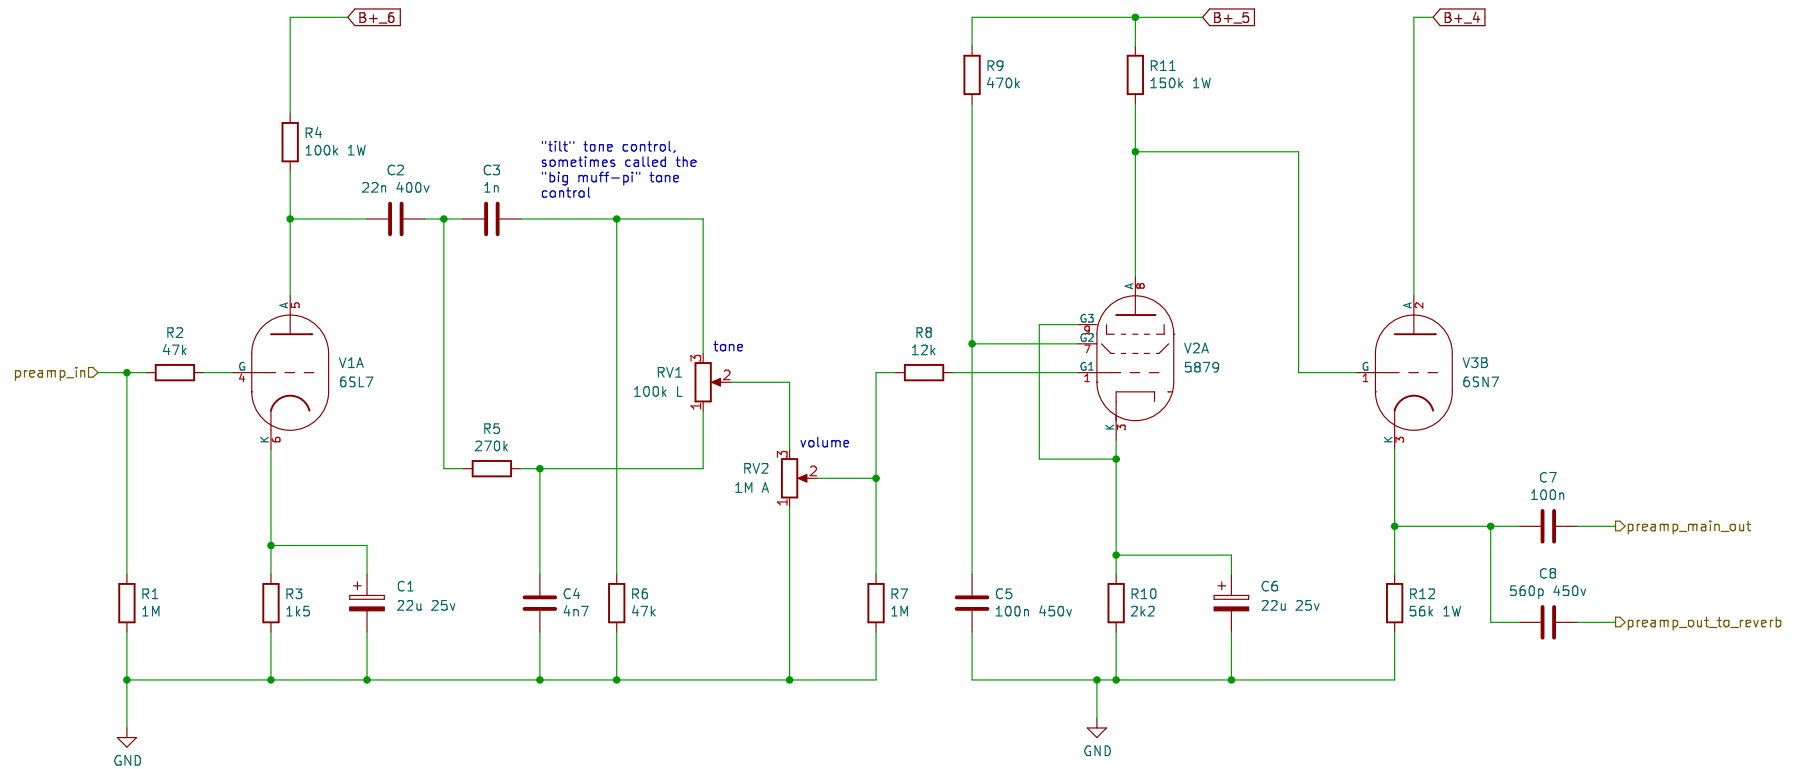 B+_6
B+_5
B+_4
R9
470k
R11
150k 1W
R4
100k 1W
"tilt" tone control,
sometimes called the
"big muff-pi" tone
control
C2
22n 400v
C3
1n
A
5
A
8
A
2
R2
47k
preamp_in
G
4
V1A
6SL7
K
6
tone
3
RV1
100k L
2
1
R5
270k
volume
3
RV2
1M A
2
1
R8
12k
G3
9
G2
7
G1
1
V2A
5879
K
3
G
1
V3B
6SN7
K
3
C7
100n
preamp_main_out
C8
560p 450v
preamp_out_to_reverb
R1
1M
R3
1k5
+
C1
22u 25v
C4
4n7
R6
47k
R7
1M
C5
100n 450v
R10
2k2
+
C6
22u 25v
R12
56k 1W
GND
GND